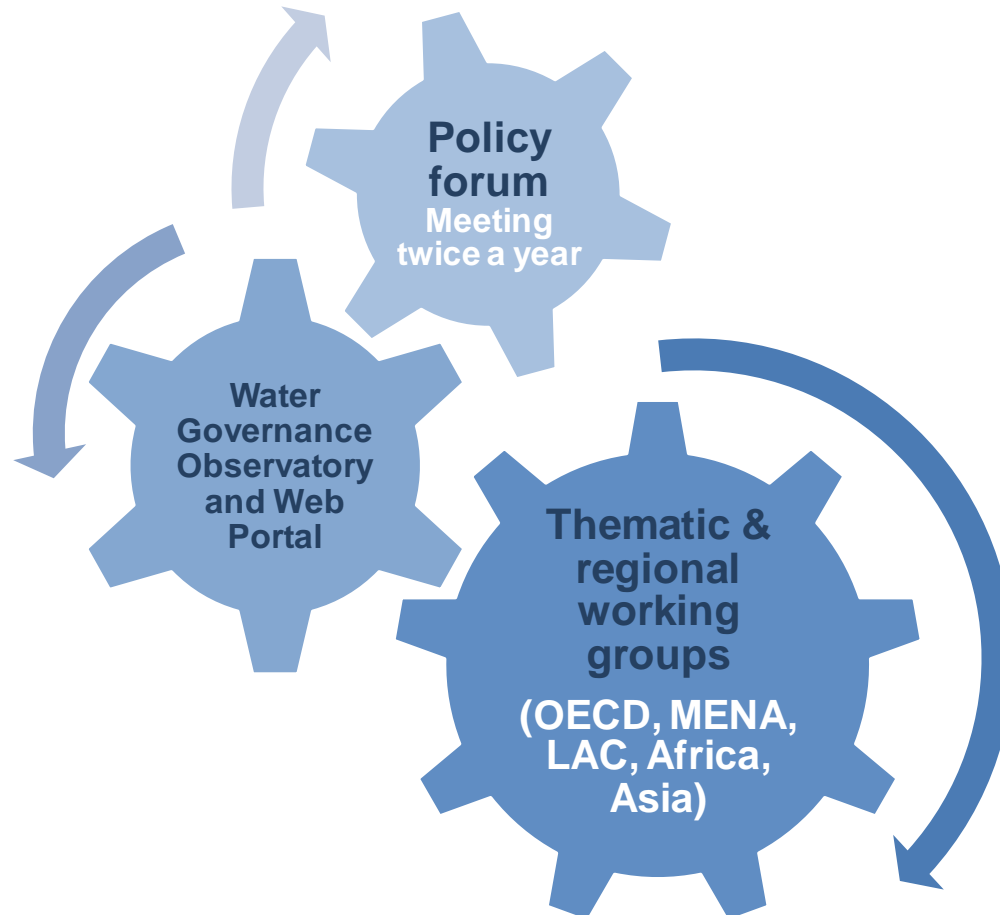 Policy
forum
Meeting
twice a year
Water
Governance
Observatory
and Web
Portal
Thematic &
regional
working
groups
(OECD, MENA,
LAC, Africa,
Asia)